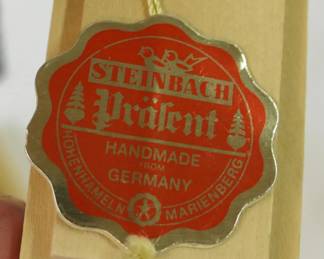 STEINBACH
Präsent
HANDMADE
FROM
GERMANY
HOHENHAMELN MARIENBERG